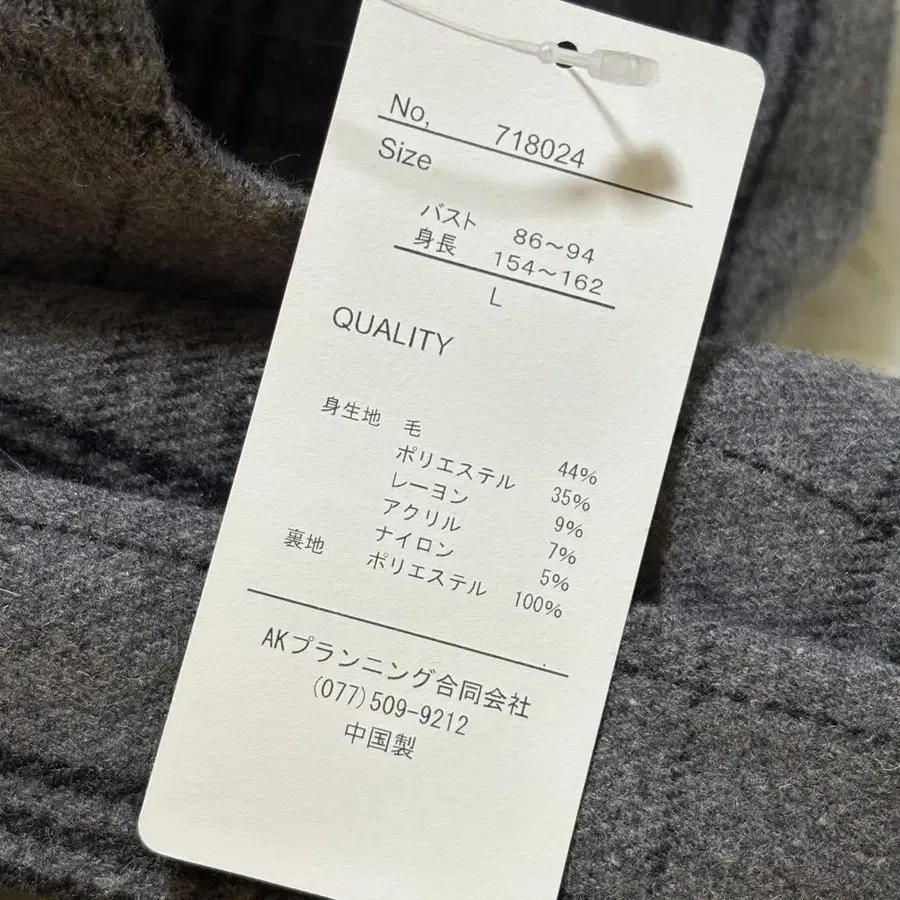 No, 718024
Size
バスト 86～94
身長 154～162
L
QUALITY
身生地 毛 44%
ポリエステル 35%
レーヨン 9%
アクリル 7%
ナイロン 5%
裏地 ポリエステル 100%
AKプランニング合同会社
(077)509-9212
中国製